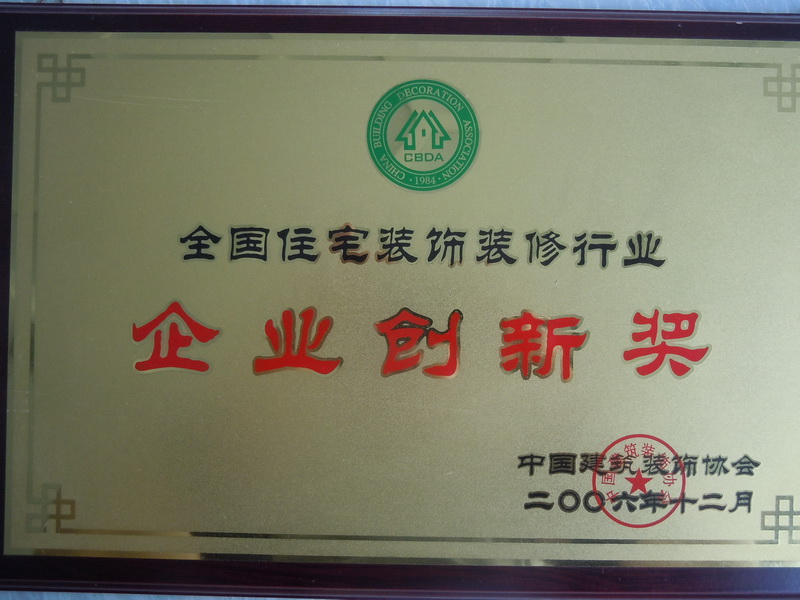 CHINA BUILDING DECORATION ASSOCIATION
CBDA
·1984·
全国住宅装饰装修行业
企业创新奖
中国建筑装饰协会
二〇〇六年十二月